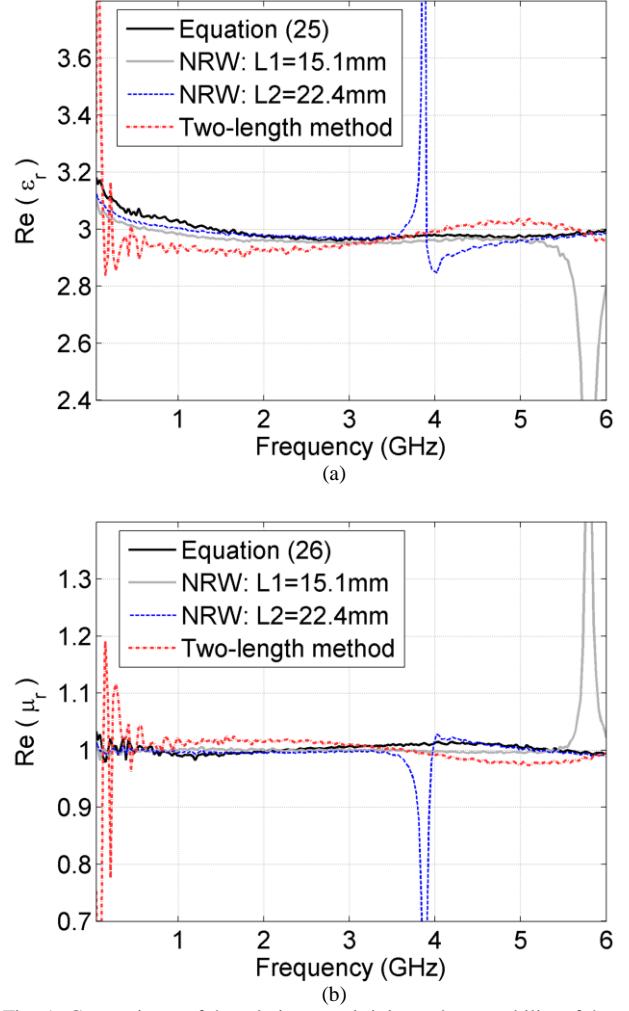 Equation (25)
NRW: L1=15.1mm
NRW: L2=22.4mm
Two-length method
3.6
3.4
3.2
3
2.8
2.6
2.4
Re ( εr )
1 2 3 4 5 6
Frequency (GHz)
(a)
Equation (26)
NRW: L1=15.1mm
NRW: L2=22.4mm
Two-length method
1.3
1.2
1.1
1
0.9
0.8
0.7
Re ( μr )
1 2 3 4 5 6
Frequency (GHz)
(b)